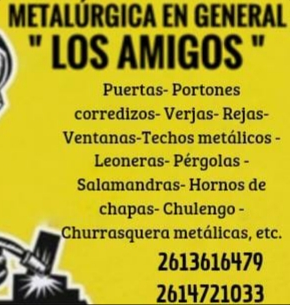 METALÚRGICA EN GENERAL
" LOS AMIGOS "
Puertas- Portones
corredizos- Verjas- Rejas-
Ventanas-Techos metálicos -
Leoneras- Pérgolas -
Salamandras- Hornos de
chapas- Chulengo -
Churrasquera metálicas, etc.
2613616479
2614721033